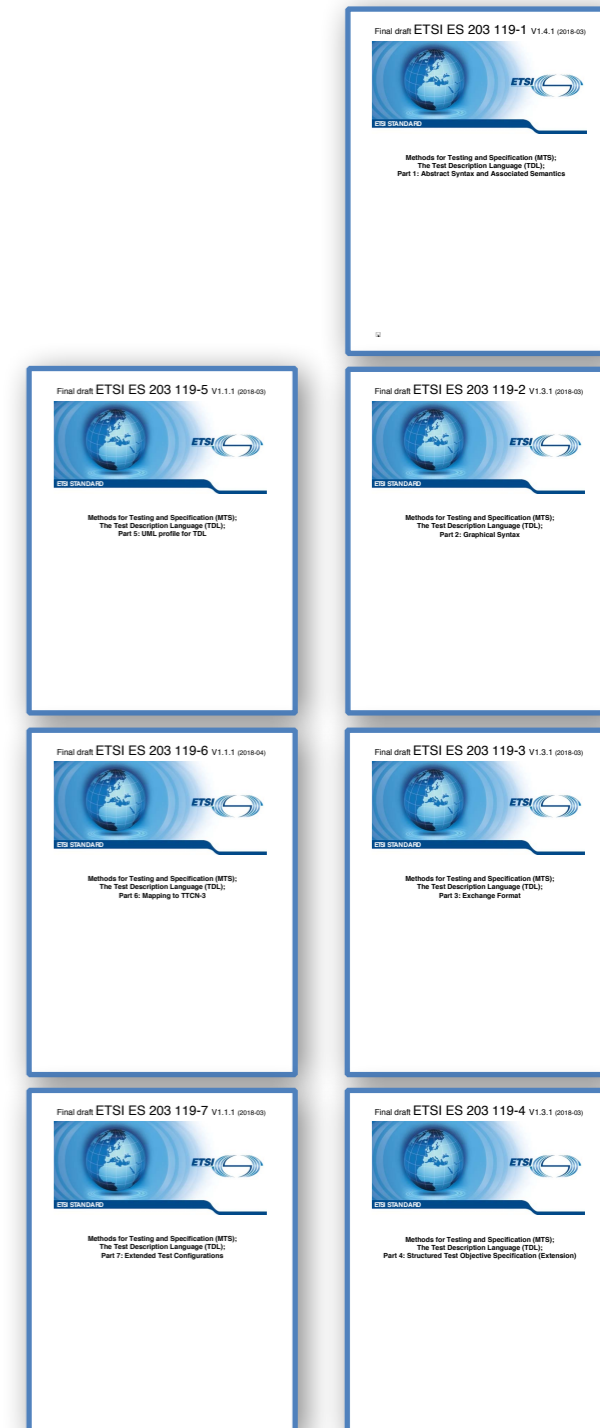 Final draft ETSI ES 203 119-1 V1.4.1 (2018-03)
ETSI
ETSI STANDARD
Methods for Testing and Specification (MTS);
The Test Description Language (TDL);
Part 1: Abstract Syntax and Associated Semantics
Final draft ETSI ES 203 119-5 V1.1.1 (2018-03)
ETSI
ETSI STANDARD
Methods for Testing and Specification (MTS);
The Test Description Language (TDL);
Part 5: UML profile for TDL
Final draft ETSI ES 203 119-2 V1.3.1 (2018-03)
ETSI
ETSI STANDARD
Methods for Testing and Specification (MTS);
The Test Description Language (TDL);
Part 2: Graphical Syntax
Final draft ETSI ES 203 119-6 V1.1.1 (2018-04)
ETSI
ETSI STANDARD
Methods for Testing and Specification (MTS);
The Test Description Language (TDL);
Part 6: Mapping to TTCN-3
Final draft ETSI ES 203 119-3 V1.3.1 (2018-03)
ETSI
ETSI STANDARD
Methods for Testing and Specification (MTS);
The Test Description Language (TDL);
Part 3: Exchange Format
Final draft ETSI ES 203 119-7 V1.1.1 (2018-03)
ETSI
ETSI STANDARD
Methods for Testing and Specification (MTS);
The Test Description Language (TDL);
Part 7: Extended Test Configurations
Final draft ETSI ES 203 119-4 V1.3.1 (2018-03)
ETSI
ETSI STANDARD
Methods for Testing and Specification (MTS);
The Test Description Language (TDL);
Part 4: Structured Test Objective Specification (Extension)